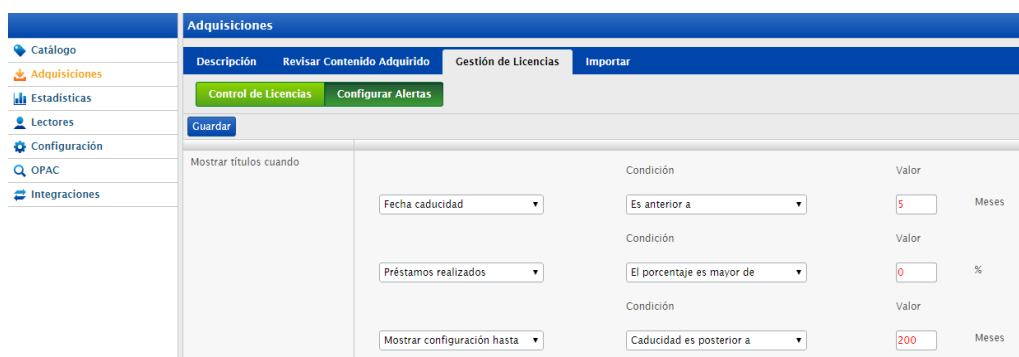 Adquisiciones
Catálogo
Adquisiciones
Estadísticas
Lectores
Configuración
OPAC
Integraciones
Descripción Revisar Contenido Adquirido Gestión de Licencias Importar
Control de Licencias Configurar Alertas
Guardar
Mostrar títulos cuando
Condición Valor
Fecha caducidad Es anterior a 5 Meses
Condición Valor
Préstamos realizados El porcentaje es mayor de 0 %
Condición Valor
Mostrar configuración hasta Caducidad es posterior a 200 Meses